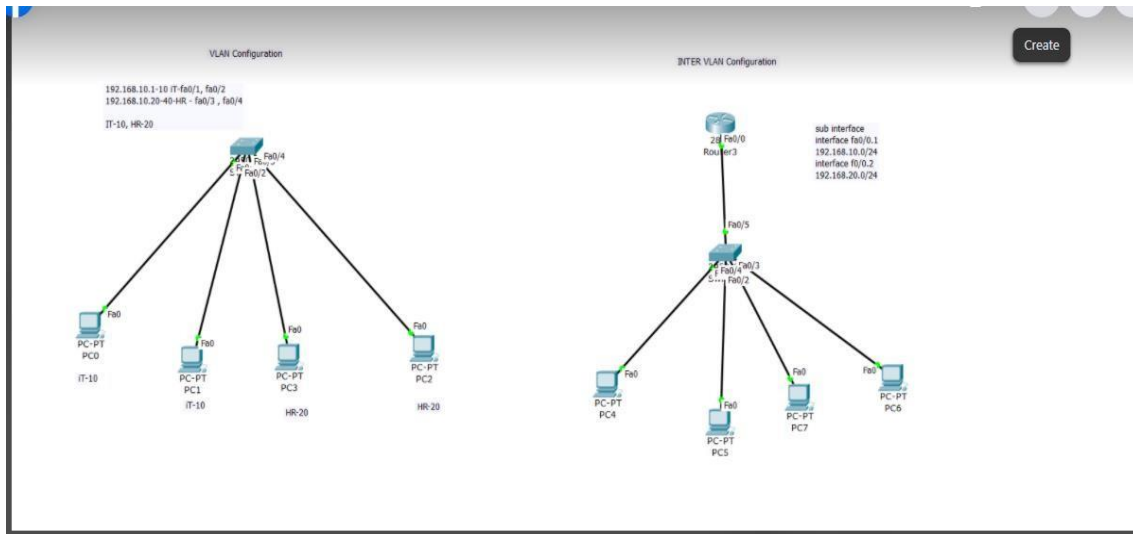 Create
VLAN Configuration
192.168.10.1-10 iT-fa0/1, fa0/2
192.168.10.20-40-HR - fa0/3 , fa0/4
IT-10, HR-20
Fa0/4
Fa0/2
Fa0
PC-PT
PC0
iT-10
Fa0
PC-PT
PC1
iT-10
Fa0
PC-PT
PC3
HR-20
Fa0
PC-PT
PC2
HR-20
INTER VLAN Configuration
Fa0/0
Router3
sub interface
interface fa0/0.1
192.168.10.0/24
interface f0/0.2
192.168.20.0/24
Fa0/5
Fa0/3
Fa0/4
Fa0/2
Fa0
PC-PT
PC4
Fa0
PC-PT
PC5
Fa0
PC-PT
PC7
Fa0
PC-PT
PC6